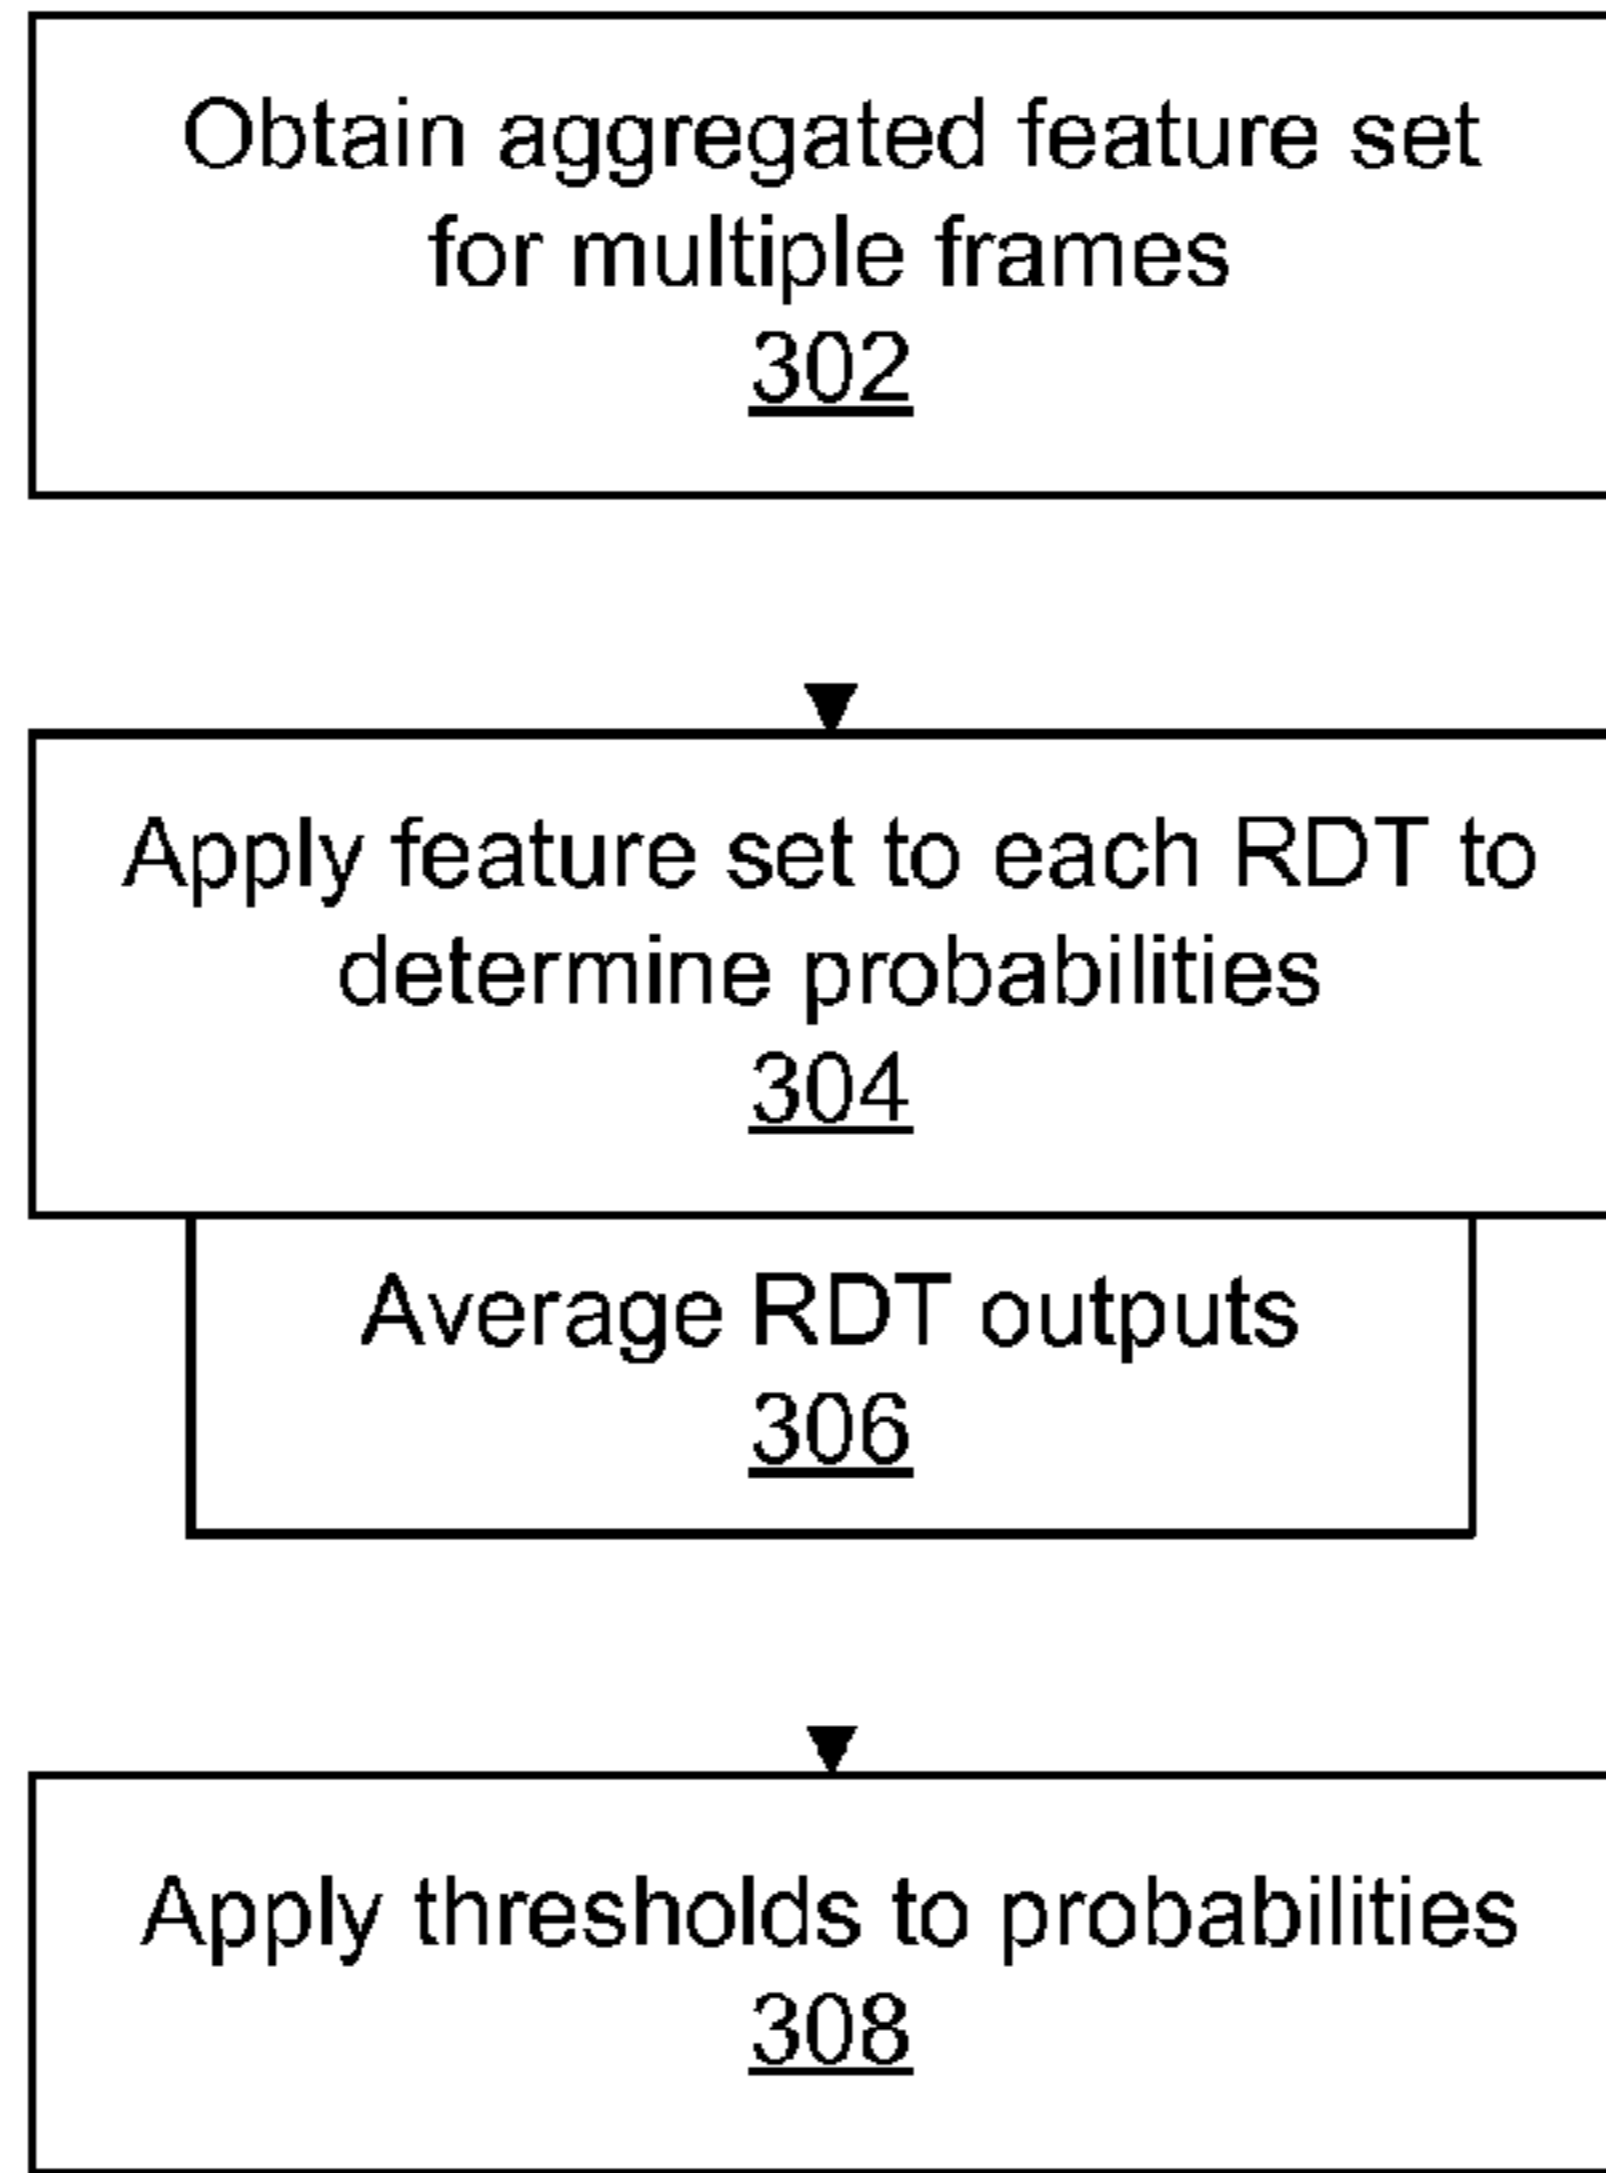 Obtain aggregated feature set
for multiple frames
302
Apply feature set to each RDT to
determine probabilities
304
Average RDT outputs
306
Apply thresholds to probabilities
308